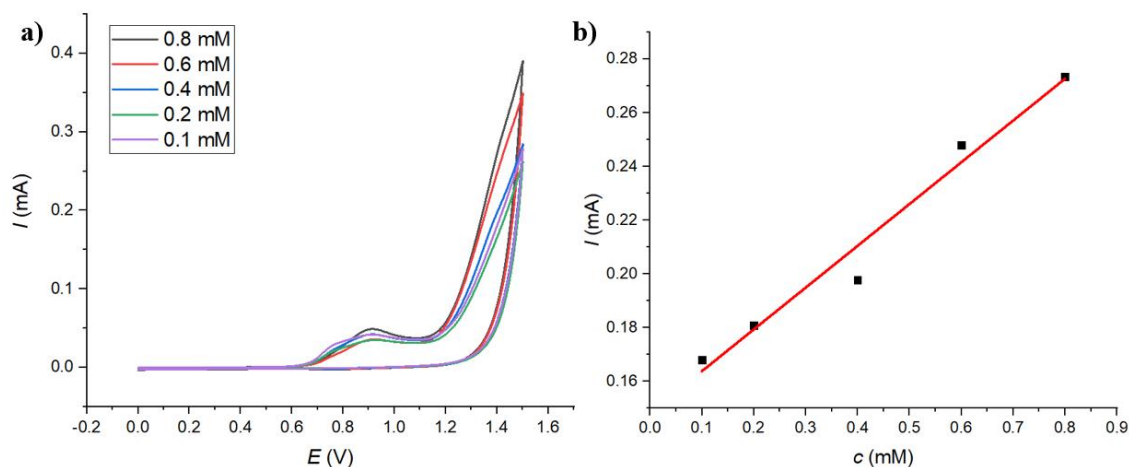 a)
0.8 mM
0.6 mM
0.4 mM
0.2 mM
0.1 mM
0.4
0.3
0.2
0.1
0.0
I (mA)
-0.2 0.0 0.2 0.4 0.6 0.8 1.0 1.2 1.4 1.6
E (V)
b)
0.28
0.26
0.24
0.22
0.20
0.18
0.16
I (mA)
0.0 0.1 0.2 0.3 0.4 0.5 0.6 0.7 0.8 0.9
c (mM)